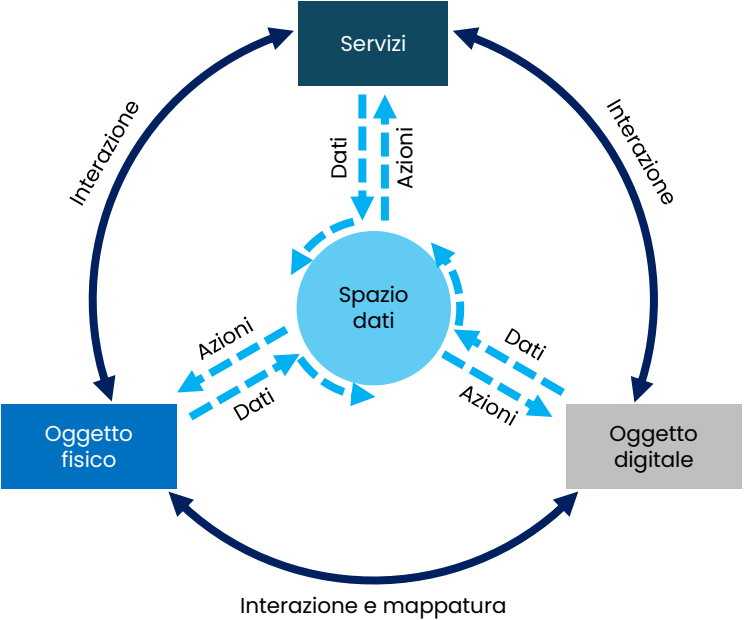 Servizi
Interazione
Interazione
Dati
Azioni
Spazio
dati
Azioni
Dati
Dati
Azioni
Oggetto
fisico
Oggetto
digitale
Interazione e mappatura